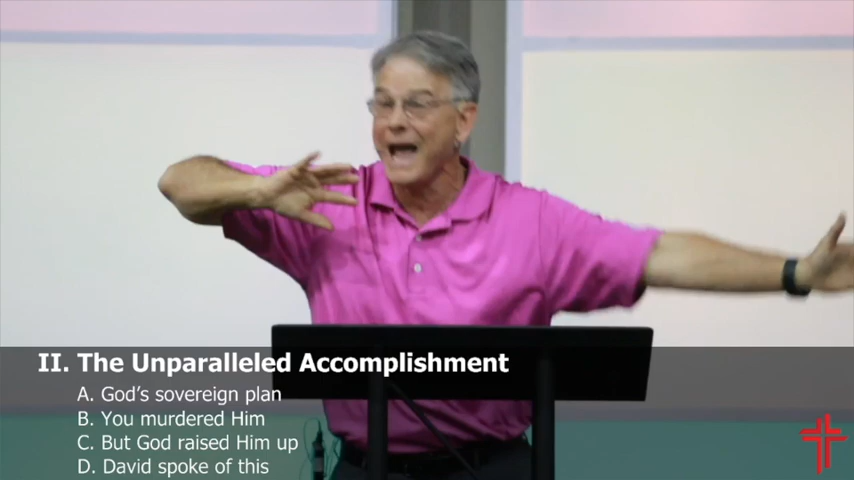 II. The Unparalleled Accomplishment
A. God's sovereign plan
B. You murdered Him
C. But God raised Him up
D. David spoke of this